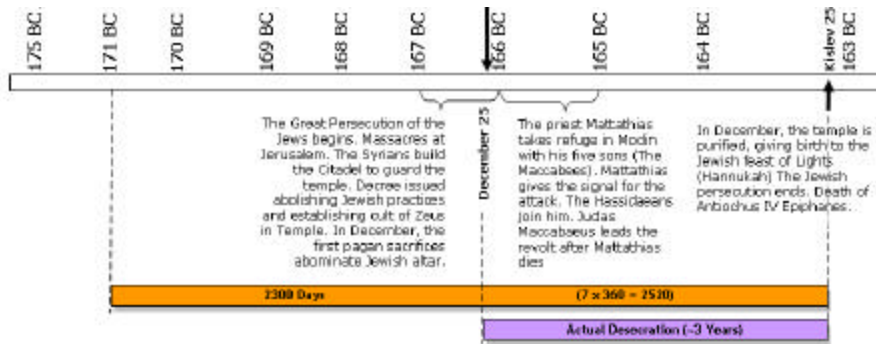 175 BC.
171 BC
170 BC.
169 BC
168 BC
167 BC
166 BC
165 BC
164 BC
Kislev 25
163 BC
December 25
The Great Persecution of the
Jews begins. Massacres at
Jerusalem. The Syrians build
the Citadel to guard the
temple. Decree issued
abolishing Jewish practices
and establishing cult of Zeus
in Temple. In December, the
first pagan sacrifices
abominate Jewish altar.
The priest Mattathias
takes refuge in Modin
with his five sons (The
Maccabees). Mattathias
gives the signal for the
attack. The Hassidaeans
join him. Judas
Maccabaeus leads the
revolt after Mattathias
dies
In December, the temple is
purified, giving birth to the
Jewish feast of Lights
(Hannukah) The Jewish
persecution ends. Death of
Antiochus IV Epiphanes.
2300 Days
(7 x 360 = 2520)
Actual Desecration (~3 Years)